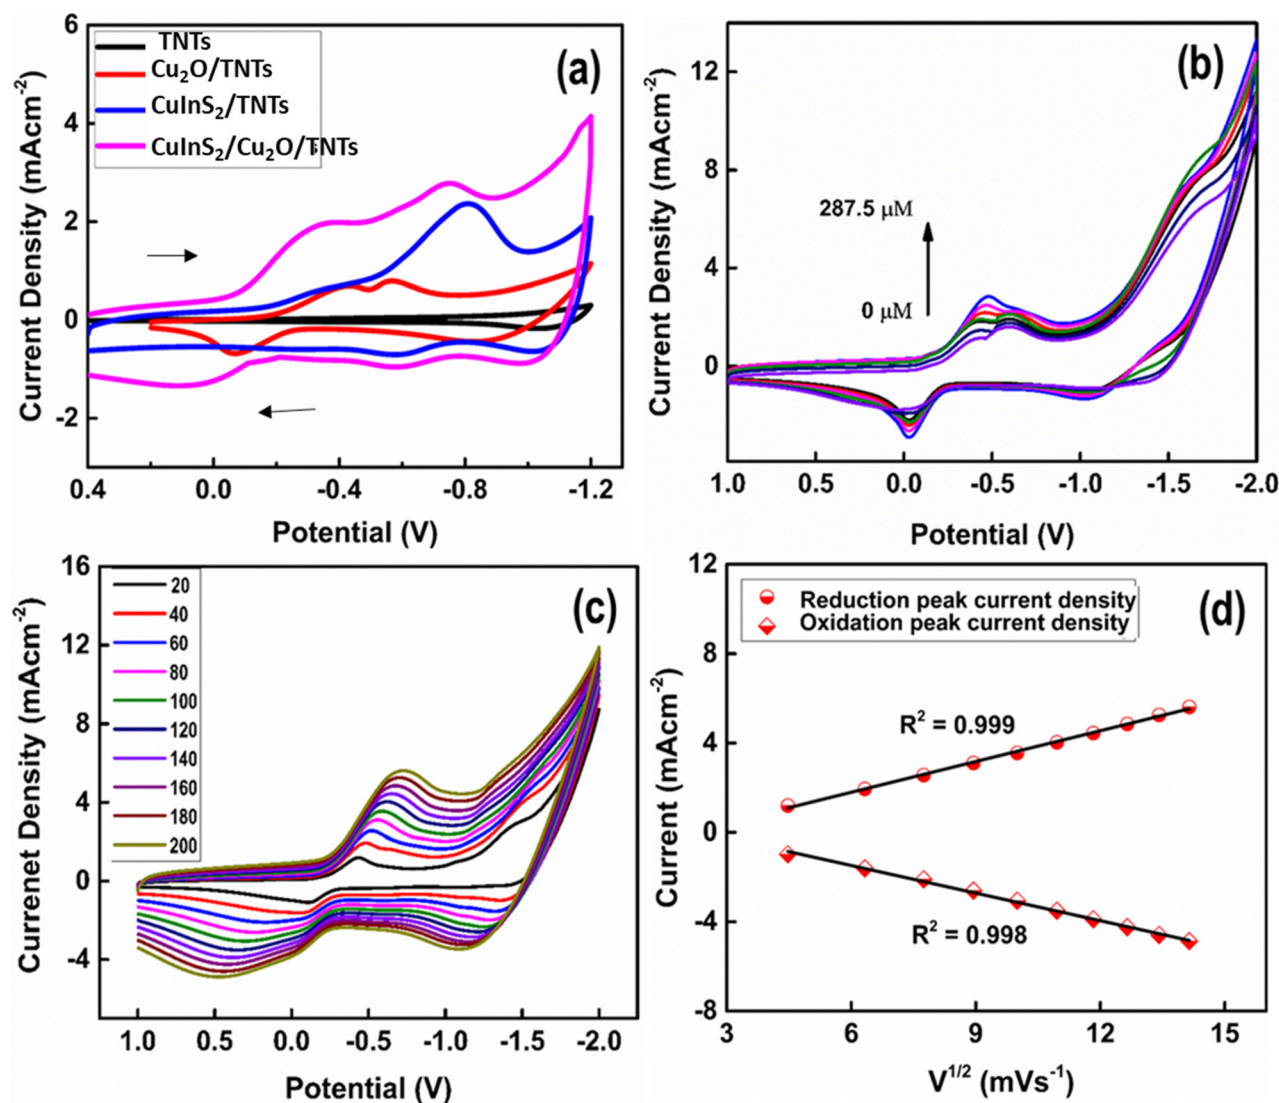 (a)
TNTs
Cu₂O/TNTs
CuInS₂/TNTs
CuInS₂/Cu₂O/TNTs
6
4
2
0
-2
0.4 0.0 -0.4 -0.8 -1.2
Current Density (mAcm⁻²)
Potential (V)
(b)
287.5 μM
0 μM
12
8
4
0
1.0 0.5 0.0 -0.5 -1.0 -1.5 -2.0
Current Density (mAcm⁻²)
Potential (V)
(c)
20
40
60
80
100
120
140
160
180
200
16
12
8
4
0
-4
1.0 0.5 0.0 -0.5 -1.0 -1.5 -2.0
Currenet Density (mAcm⁻²)
Potential (V)
(d)
Reduction peak current density
Oxidation peak current density
R² = 0.999
R² = 0.998
12
8
4
0
-4
-8
3 6 9 12 15
Current (mAcm⁻²)
V¹ᐟ² (mVs⁻¹)